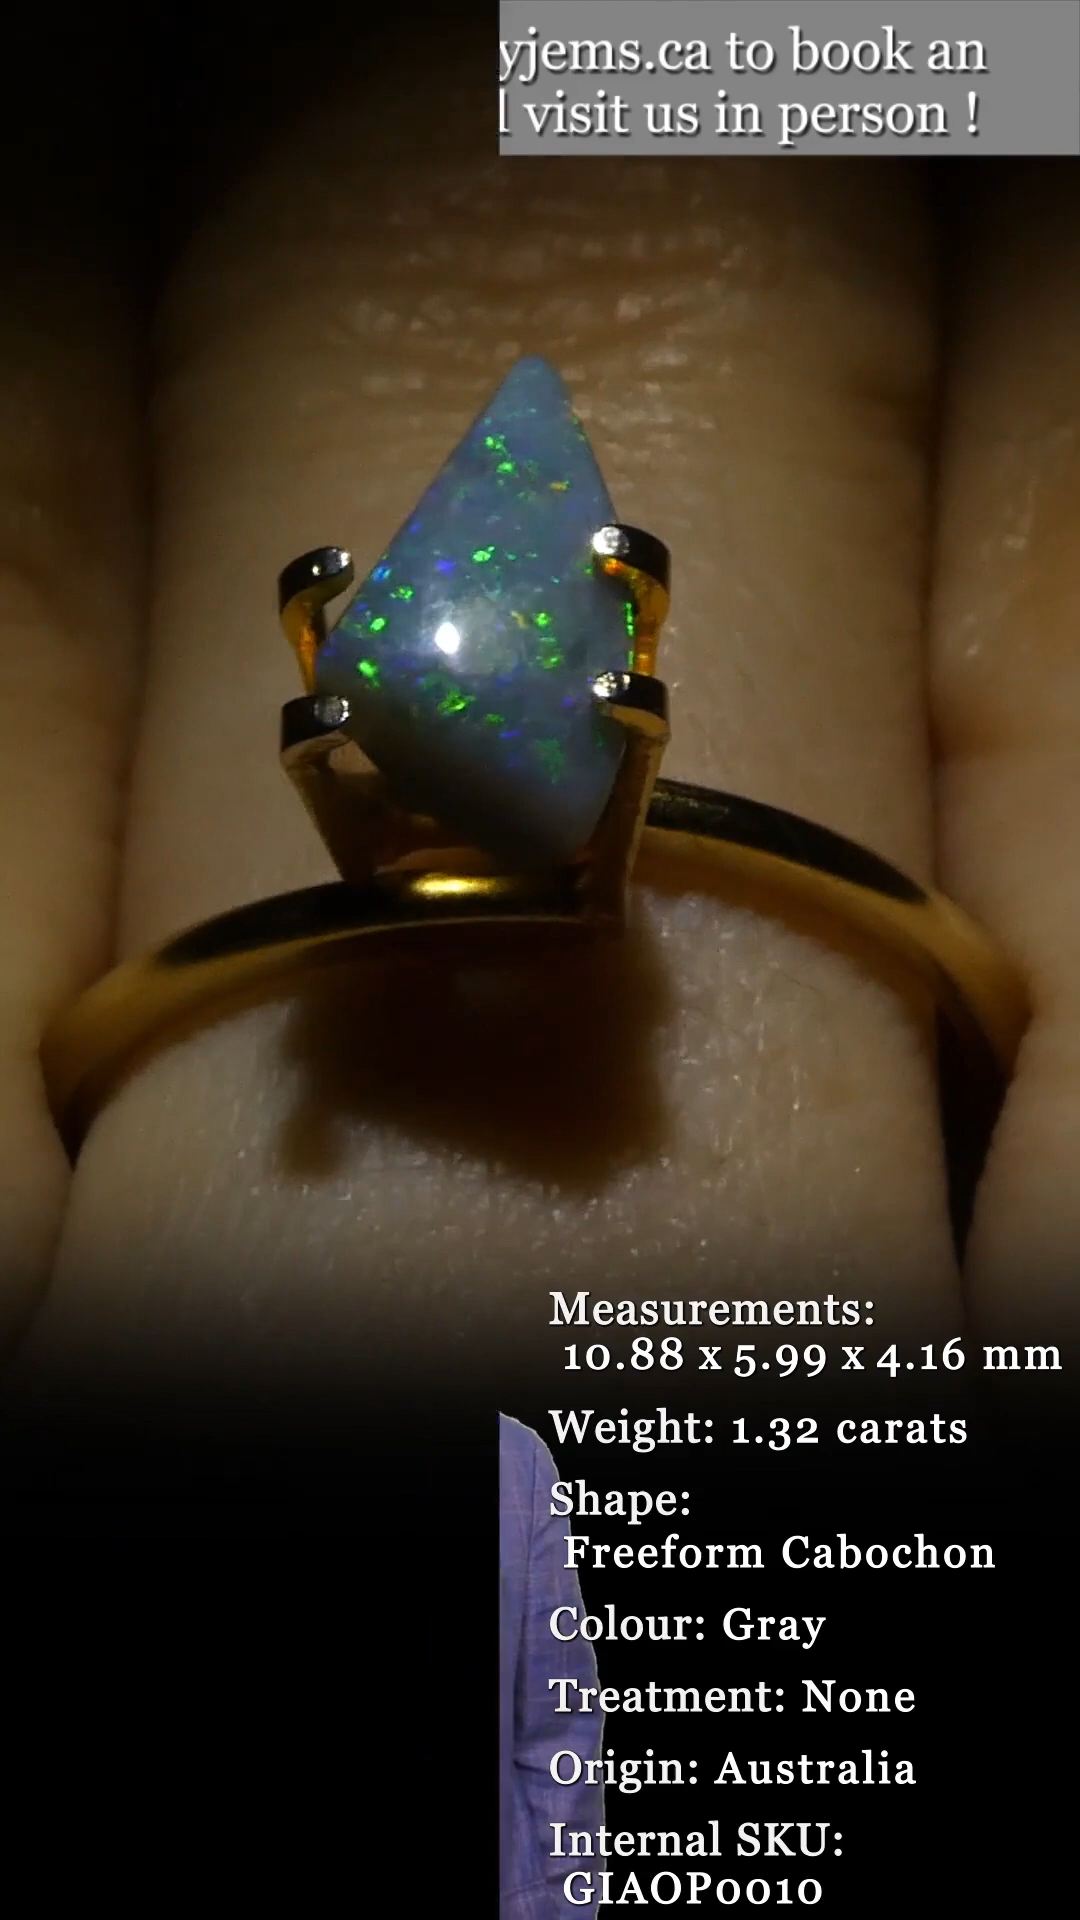 yjems.ca to book an
visit us in person !
Measurements:
10.88 x 5.99 x 4.16 mm
Weight: 1.32 carats
Shape:
Freeform Cabochon
Colour: Gray
Treatment: None
Origin: Australia
Internal SKU:
GIAOP0010